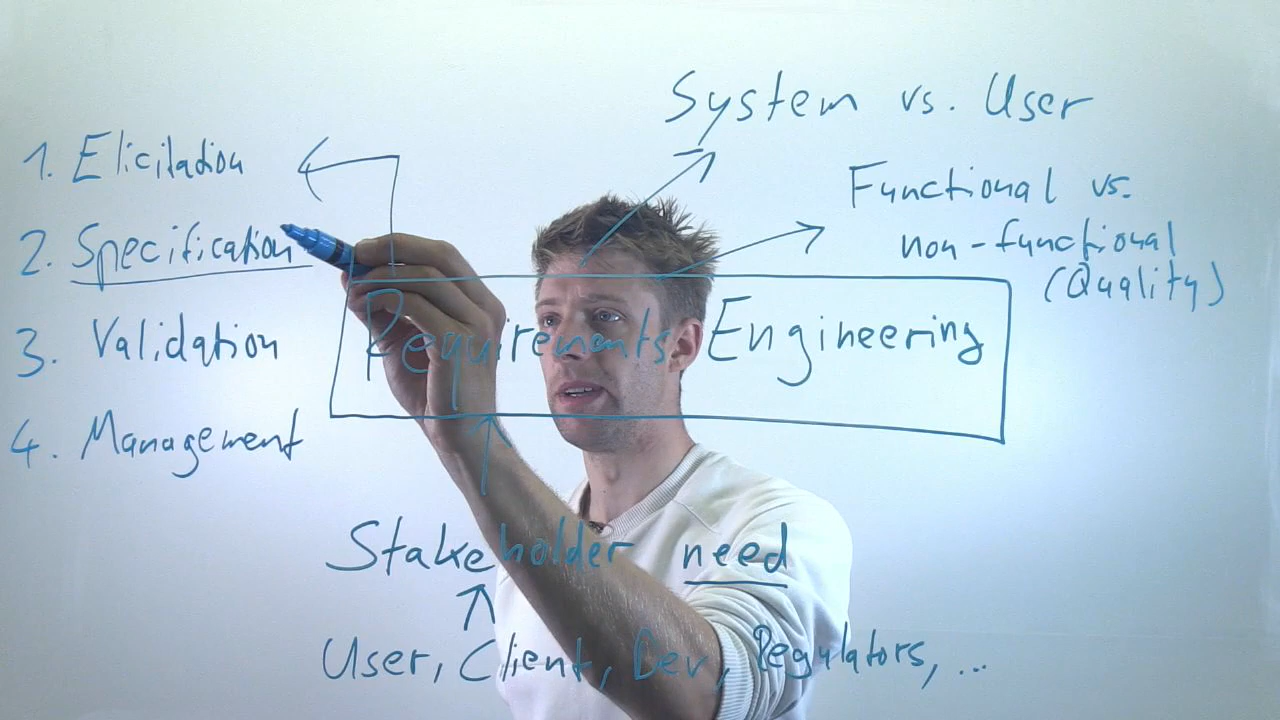 System vs. User
1. Elicitation
2. Specification
3. Validation
4. Management
Functional vs.
non-functional
(Quality)
Requirements Engineering
Stakeholder need
User, Client, Dev, Regulators, ...